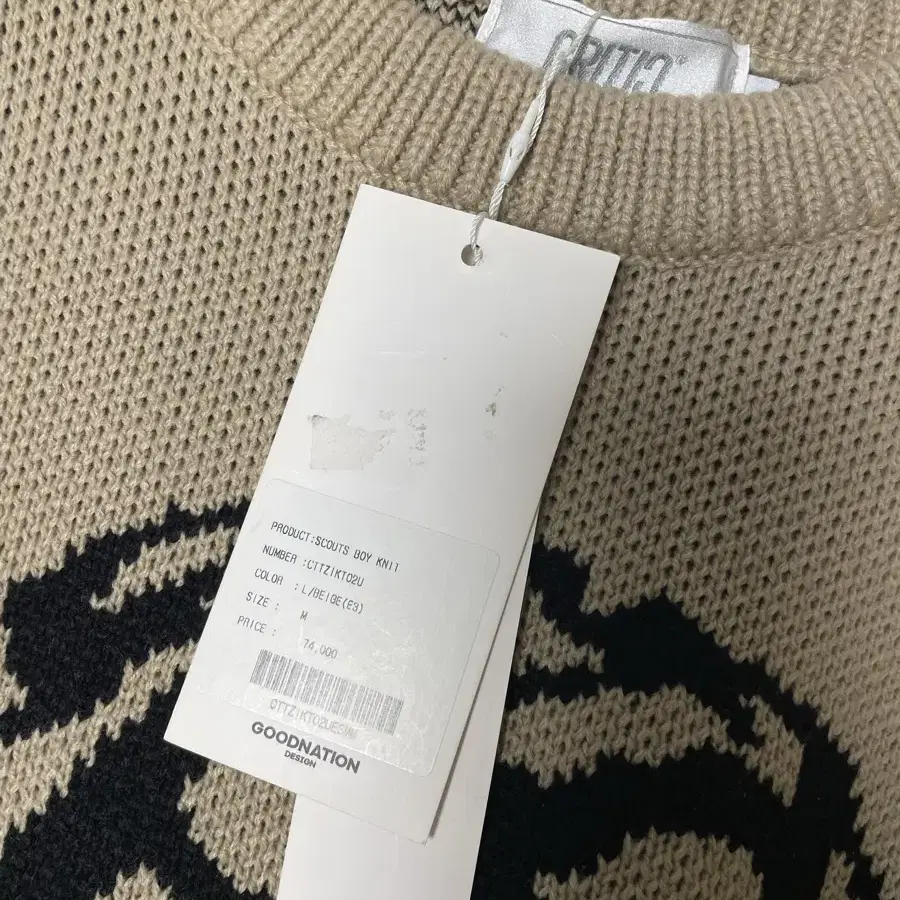 CRITIC
PRODUCT:SCOUTS BOY KNIT
NUMBER :CTTZIKT02U
COLOR : L/BEIGE(E3)
SIZE : M
PRICE : 74,000
GOODNATION
DESIGN